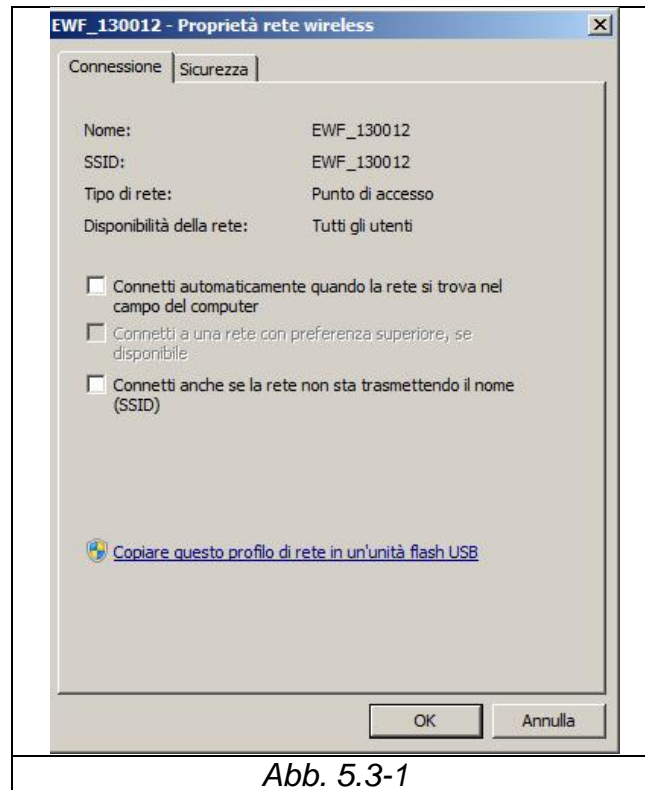 EWF_130012 - Proprietà rete wireless
Connessione
Sicurezza
Nome: EWF_130012
SSID: EWF_130012
Tipo di rete: Punto di accesso
Disponibilità della rete: Tutti gli utenti
Connetti automaticamente quando la rete si trova nel
campo del computer
Connetti a una rete con preferenza superiore, se
disponibile
Connetti anche se la rete non sta trasmettendo il nome
(SSID)
Copiare questo profilo di rete in un'unità flash USB
OK
Annulla
Abb. 5.3-1